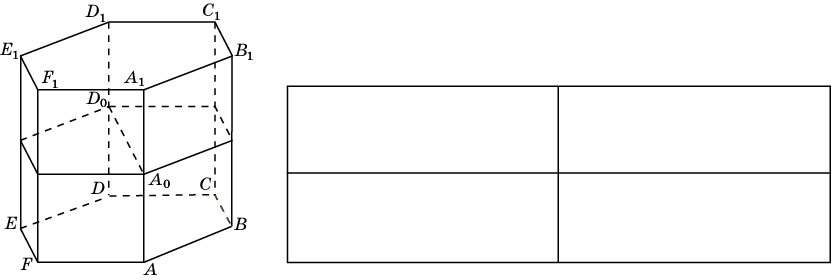 D₁ C₁
E₁ B₁
F₁ A₁
D₀
A₀
D C
E B
F A